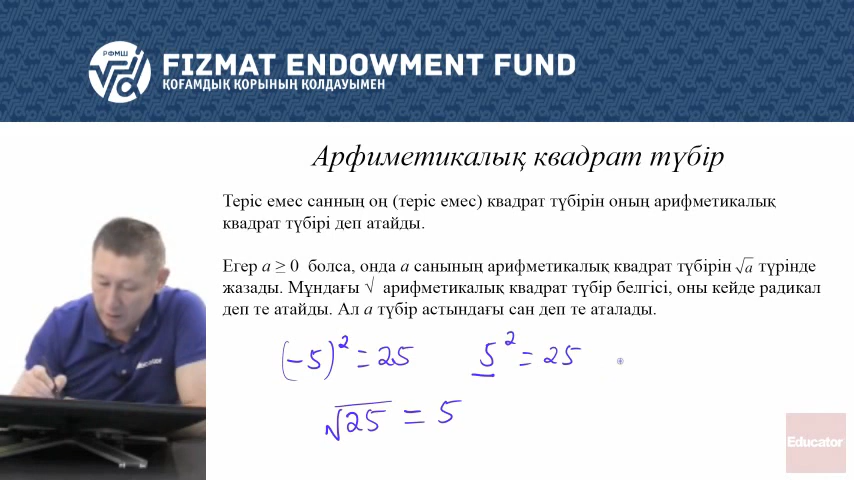 РФМШ
FIZMAT ENDOWMENT FUND
ҚОҒАМДЫҚ ҚОРЫНЫҢ ҚОЛДАУЫМЕН
Арфиметикалық квадрат түбір
Теріс емес санның оң (теріс емес) квадрат түбірін оның арифметикалық
квадрат түбірі деп атайды.
Егер a ≥ 0 болса, онда a санының арифметикалық квадрат түбірін √a түрінде
жазады. Мұндағы √ арифметикалық квадрат түбір белгісі, оны кейде радикал
деп те атайды. Ал a түбір астындағы сан деп те аталады.
(−5)² = 25 5² = 25
√25 = 5
Educator